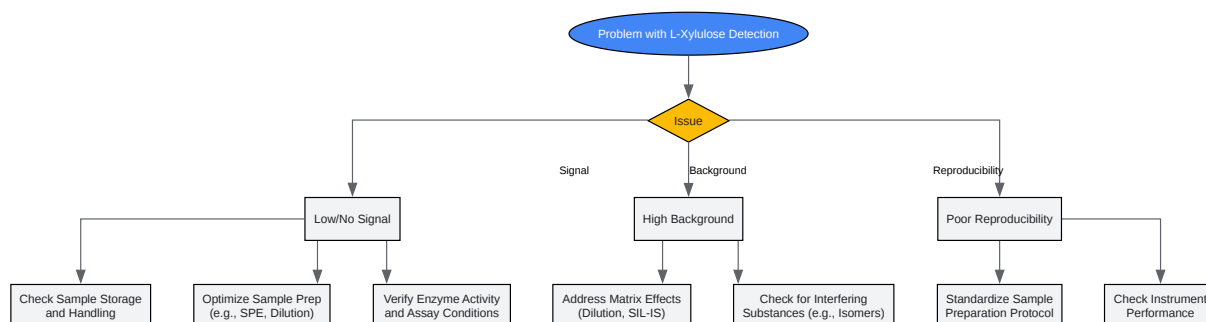 Problem with L-Xylulose Detection
Issue
Signal
Background
Reproducibility
Low/No Signal
High Background
Poor Reproducibility
Check Sample Storage
and Handling
Optimize Sample Prep
(e.g., SPE, Dilution)
Verify Enzyme Activity
and Assay Conditions
Address Matrix Effects
(Dilution, SIL-IS)
Check for Interfering
Substances (e.g., Isomers)
Standardize Sample
Preparation Protocol
Check Instrument
Performance